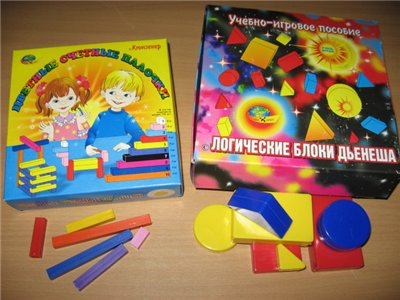 Кюизенер
ЦВЕТНЫЕ СЧЕТНЫЕ ПАЛОЧКИ
Учебно-игровое пособие
ЛОГИЧЕСКИЕ БЛОКИ ДЬЕНЕША